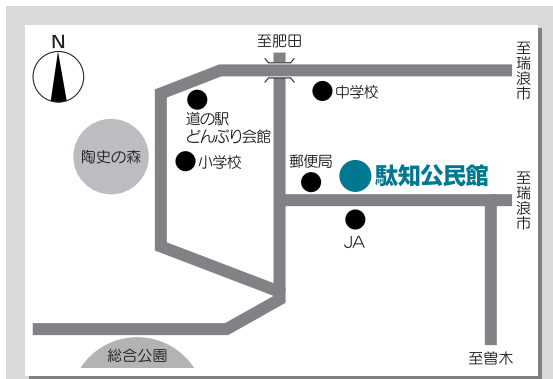 N
至肥田
至瑞浪市
中学校
道の駅
どんぶり会館
陶史の森
小学校
郵便局
駄知公民館
至瑞浪市
JA
総合公園
至曽木